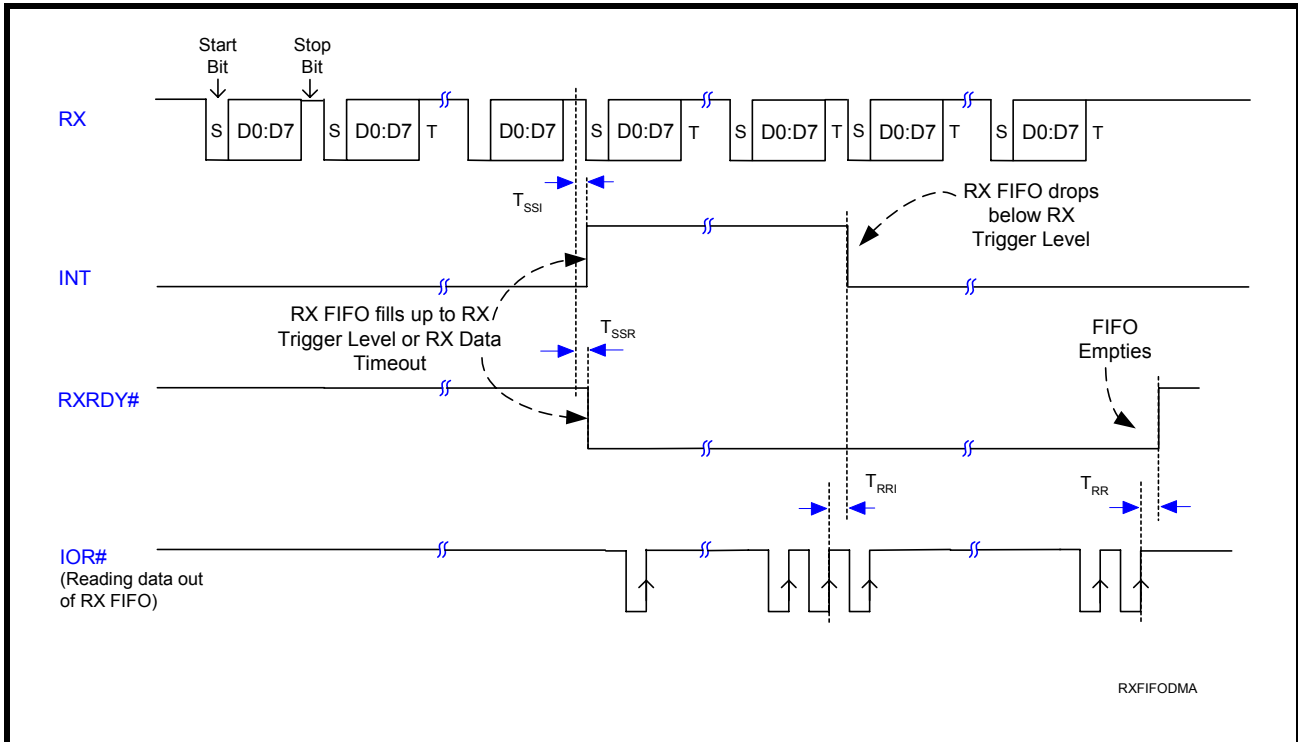 Start
Bit
Stop
Bit
RX
S D0:D7 S D0:D7 T D0:D7 S D0:D7 T S D0:D7 T S D0:D7 T S D0:D7 T
TSSI
RX FIFO drops
below RX
Trigger Level
INT
RX FIFO fills up to RX
Trigger Level or RX Data
Timeout
TSSR
FIFO
Empties
RXRDY#
TRRI
TRR
IOR#
(Reading data out
of RX FIFO)
RXFIFODMA